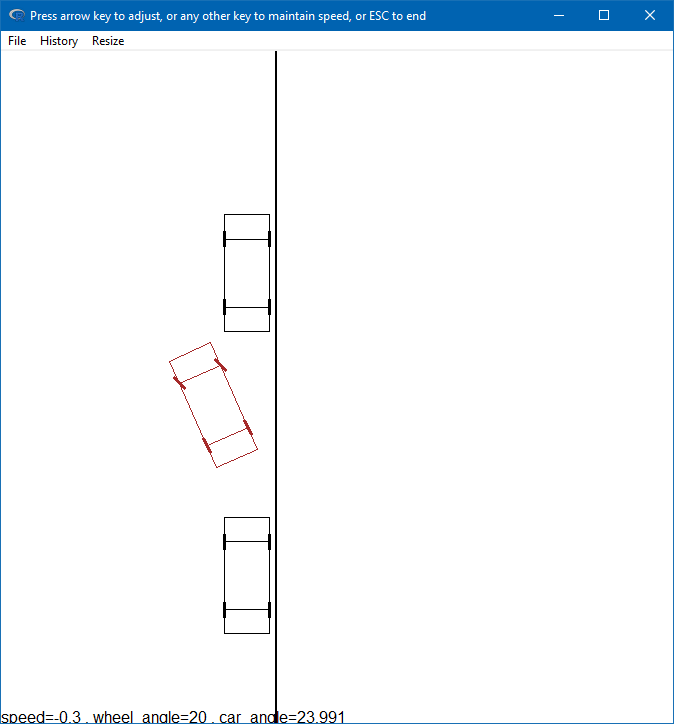 Press arrow key to adjust, or any other key to maintain speed, or ESC to end
File History Resize
speed=-0.3 , wheel_angle=20 , car_angle=23.991